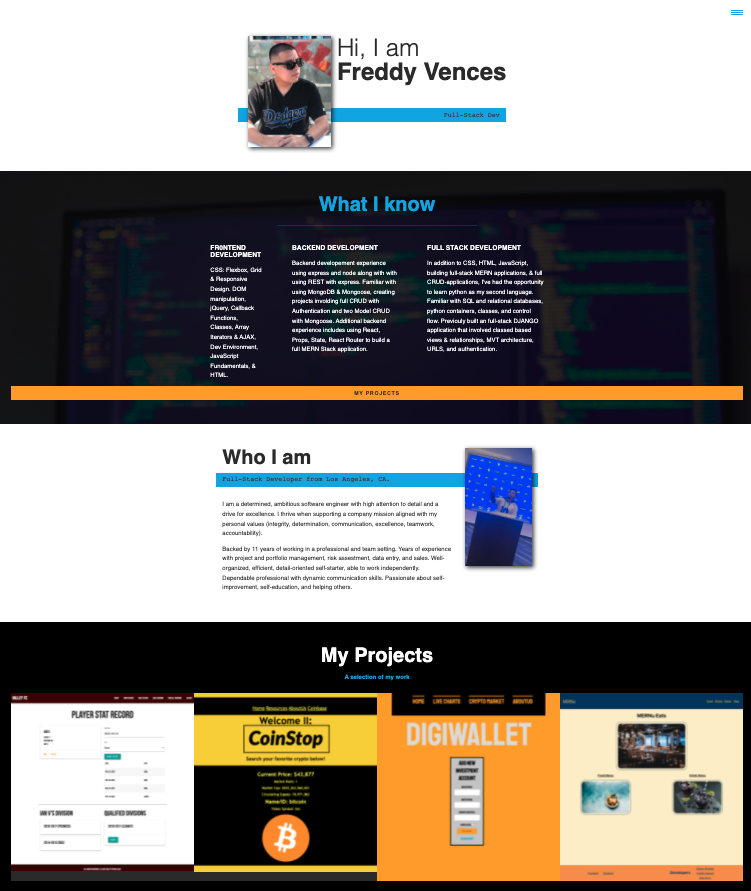 Hi, I am
Freddy Vences
Dodgers
Full-Stack Dev
What I know
FRONTEND
DEVELOPMENT
CSS: Flexbox, Grid
& Responsive
Design. DOM
manipulation,
jQuery, Callback
Functions,
Classes, Array
Iterators & AJAX,
Dev Environment,
JavaScript
Fundamentals, &
HTML.
BACKEND DEVELOPMENT
Backend developement experience
using express and node along with with
using REST with express. Familiar with
using MongoDB & Mongoose, creating
projects involding full CRUD with
Authentication and two Modal CRUD
with Mongoose. Additional backend
experience includes using React,
Props, State, React Router to build a
full MERN Stack application.
FULL STACK DEVELOPMENT
In addition to CSS, HTML, JavaScript,
building full-stack MERN applications, & full
CRUD-applications, I've had the opportunity
to learn python as my second language.
Familiar with SQL and relational databases,
python containers, classes, and control
flow. Previouly built an full-stack DJANGO
application that involved classed based
views & relationships, MVT architecture,
URLS, and authentication.
MY PROJECTS
Who I am
Full-Stack Developer from Los Angeles, CA.
I am a determined, ambitious software engineer with high attention to detail and a
drive for excellence. I thrive when supporting a company mission aligned with my
personal values (integrity, determination, communication, excellence, teamwork,
accountability).
Backed by 11 years of working in a professional and team setting. Years of experience
with project and portfolio management, risk assestment, data entry, and sales. Well-
organized, efficient, detail-oriented self-starter, able to work independently.
Dependable professional with dynamic communication skills. Passionate about self-
improvement, self-education, and helping others.
My Projects
A selection of my work
PLAYER STAT RECORD
IAN V'S DIVISION
QUALIFIED DIVISIONS
Home Resources AboutUs Coinbase
Welcome II:
CoinStop
Search your favorite crypto below!
Current Price: $43,877
Name/ID: bitcoin
HOME LIVE CHARTS CRYPTO MARKET ABOUTUS
DIGIWALLET
ADD NEW
INVESTMENT
ACCOUNT
MERNu Eats
Developers